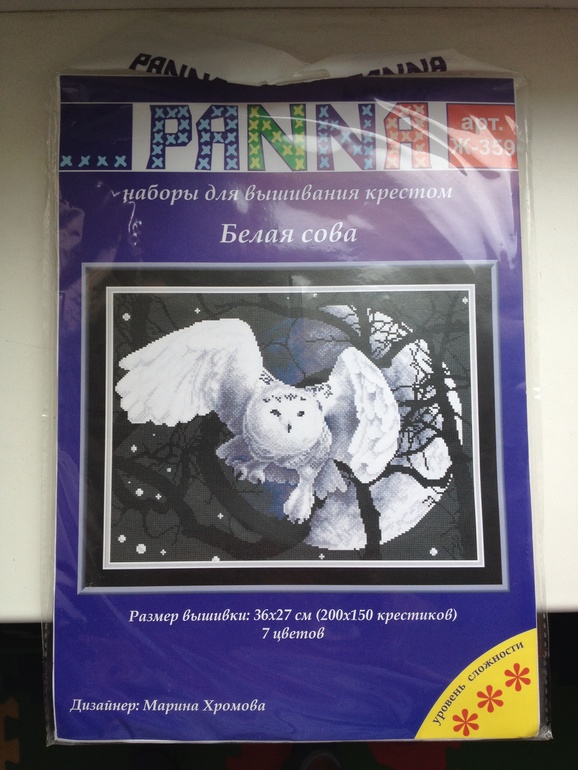 PANNA
арт.
Ж-359
наборы для вышивания крестом
Белая сова
Размер вышивки: 36х27 см (200х150 крестиков)
7 цветов
уровень сложности
Дизайнер: Марина Хромова